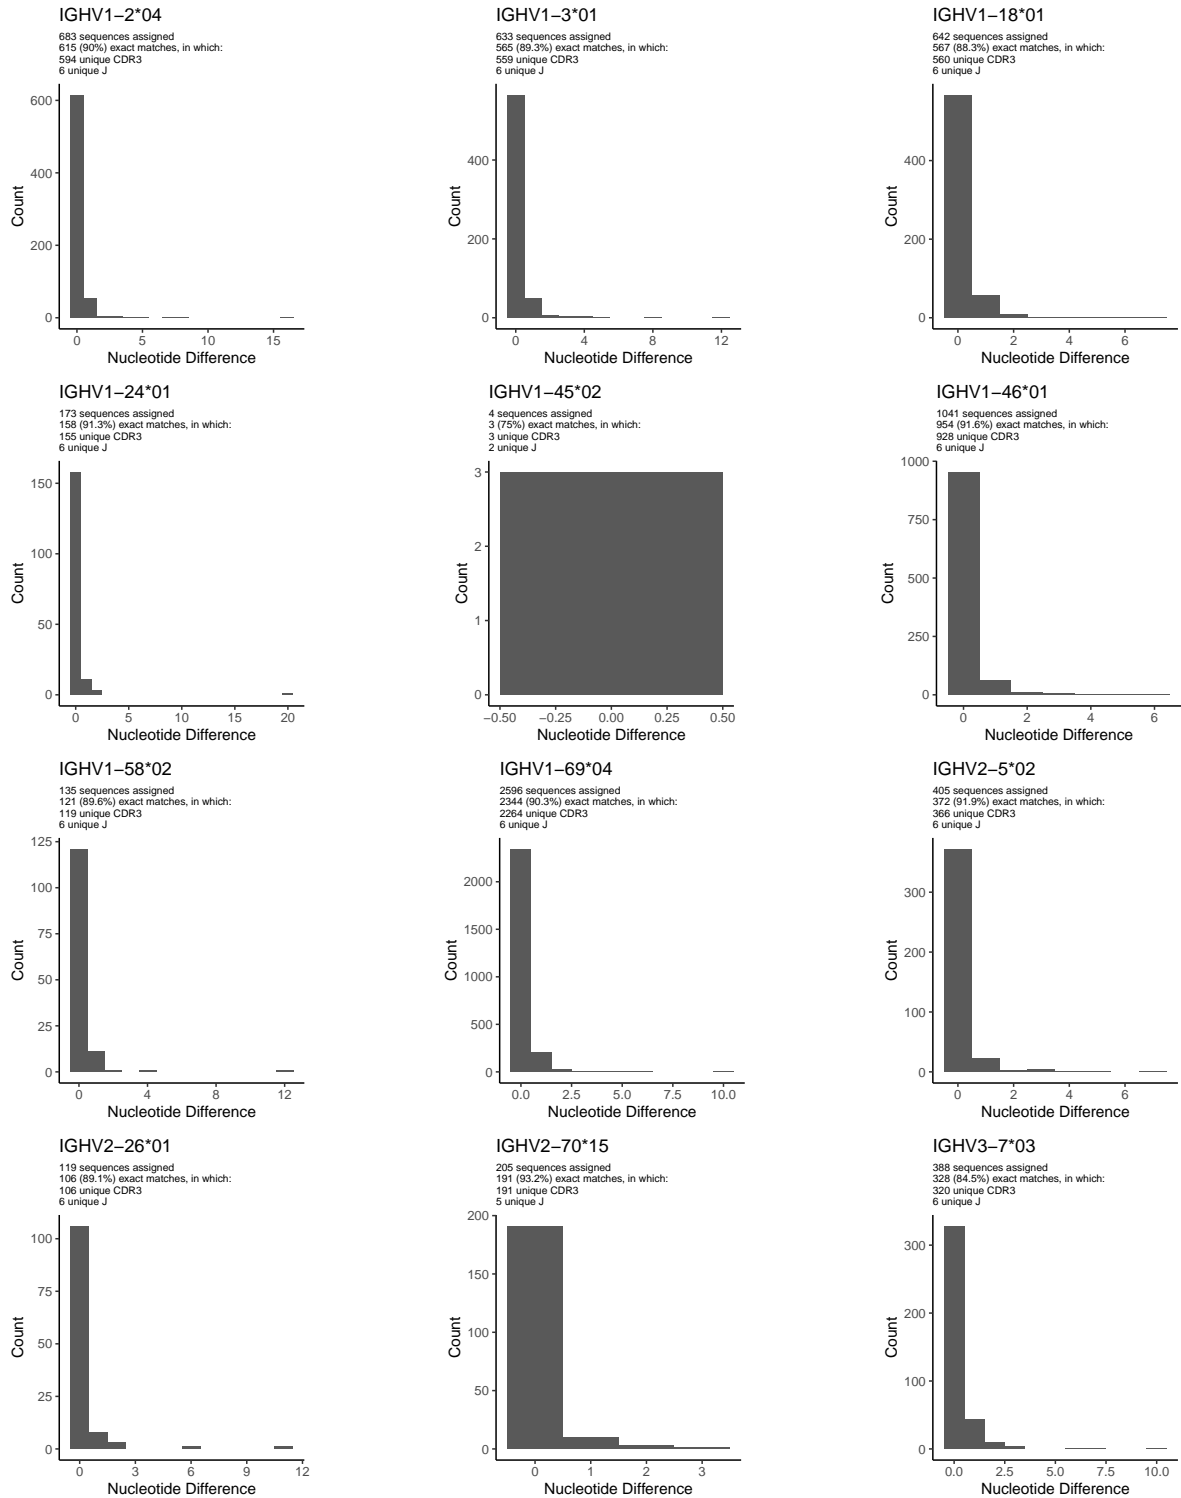 IGHV1−2*04
683 sequences assigned
615 (90%) exact matches, in which:
594 unique CDR3
6 unique J
600
400
200
0
Count
0 5 10 15
Nucleotide Difference
IGHV1−3*01
633 sequences assigned
565 (89.3%) exact matches, in which:
559 unique CDR3
6 unique J
400
200
0
Count
0 4 8 12
Nucleotide Difference
IGHV1−18*01
642 sequences assigned
567 (88.3%) exact matches, in which:
560 unique CDR3
6 unique J
400
200
0
Count
0 2 4 6
Nucleotide Difference
IGHV1−24*01
173 sequences assigned
158 (91.3%) exact matches, in which:
155 unique CDR3
6 unique J
150
100
50
0
Count
0 5 10 15 20
Nucleotide Difference
IGHV1−45*02
4 sequences assigned
3 (75%) exact matches, in which:
3 unique CDR3
2 unique J
3
2
1
0
Count
−0.50 −0.25 0.00 0.25 0.50
Nucleotide Difference
IGHV1−46*01
1041 sequences assigned
954 (91.6%) exact matches, in which:
928 unique CDR3
6 unique J
1000
750
500
250
0
Count
0 2 4 6
Nucleotide Difference
IGHV1−58*02
135 sequences assigned
121 (89.6%) exact matches, in which:
119 unique CDR3
6 unique J
125
100
75
50
25
0
Count
0 4 8 12
Nucleotide Difference
IGHV1−69*04
2596 sequences assigned
2344 (90.3%) exact matches, in which:
2264 unique CDR3
6 unique J
2000
1500
1000
500
0
Count
0.0 2.5 5.0 7.5 10.0
Nucleotide Difference
IGHV2−5*02
405 sequences assigned
372 (91.9%) exact matches, in which:
366 unique CDR3
6 unique J
300
200
100
0
Count
0 2 4 6
Nucleotide Difference
IGHV2−26*01
119 sequences assigned
106 (89.1%) exact matches, in which:
106 unique CDR3
6 unique J
100
75
50
25
0
Count
0 3 6 9 12
Nucleotide Difference
IGHV2−70*15
205 sequences assigned
191 (93.2%) exact matches, in which:
191 unique CDR3
5 unique J
200
150
100
50
0
Count
0 1 2 3
Nucleotide Difference
IGHV3−7*03
388 sequences assigned
328 (84.5%) exact matches, in which:
320 unique CDR3
6 unique J
300
200
100
0
Count
0.0 2.5 5.0 7.5 10.0
Nucleotide Difference